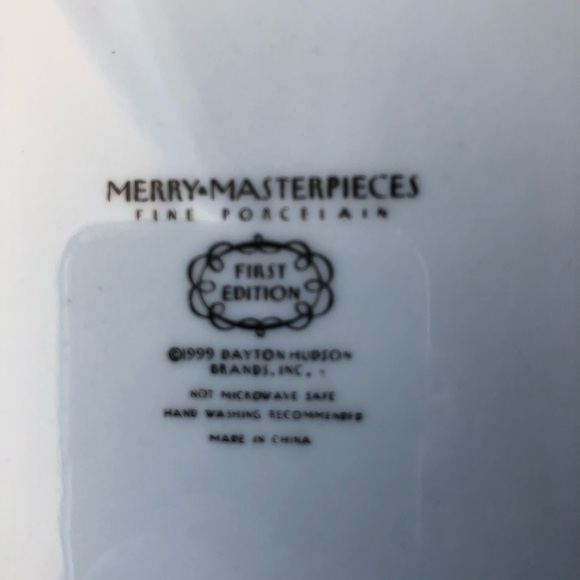 MERRY•MASTERPIECES
FINE PORCELAIN
FIRST
EDITION
©1999 DAYTON HUDSON
BRANDS, INC.
NOT MICROWAVE SAFE
HAND WASHING RECOMMENDED
MADE IN CHINA